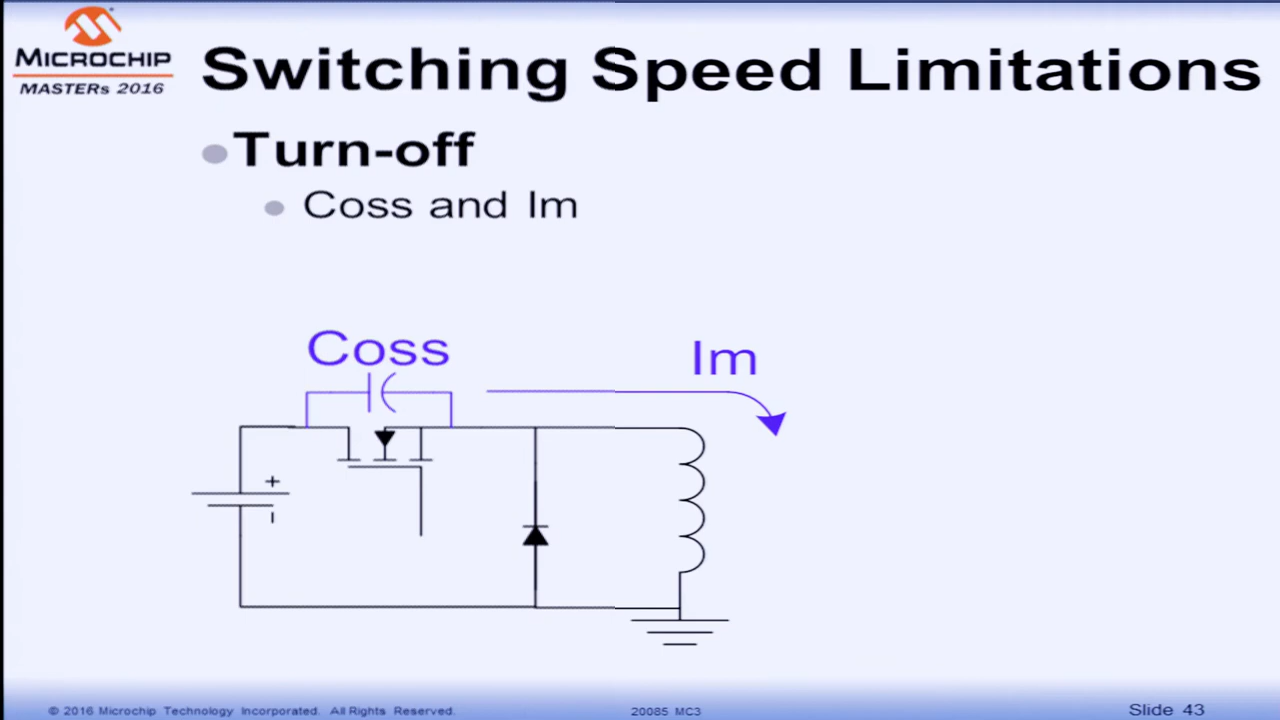 MICROCHIP
MASTERs 2016
Switching Speed Limitations
Turn-off
Coss and Im
Coss
Im
+
© 2016 Microchip Technology Incorporated. All Rights Reserved.
20085 MC3
Slide 43